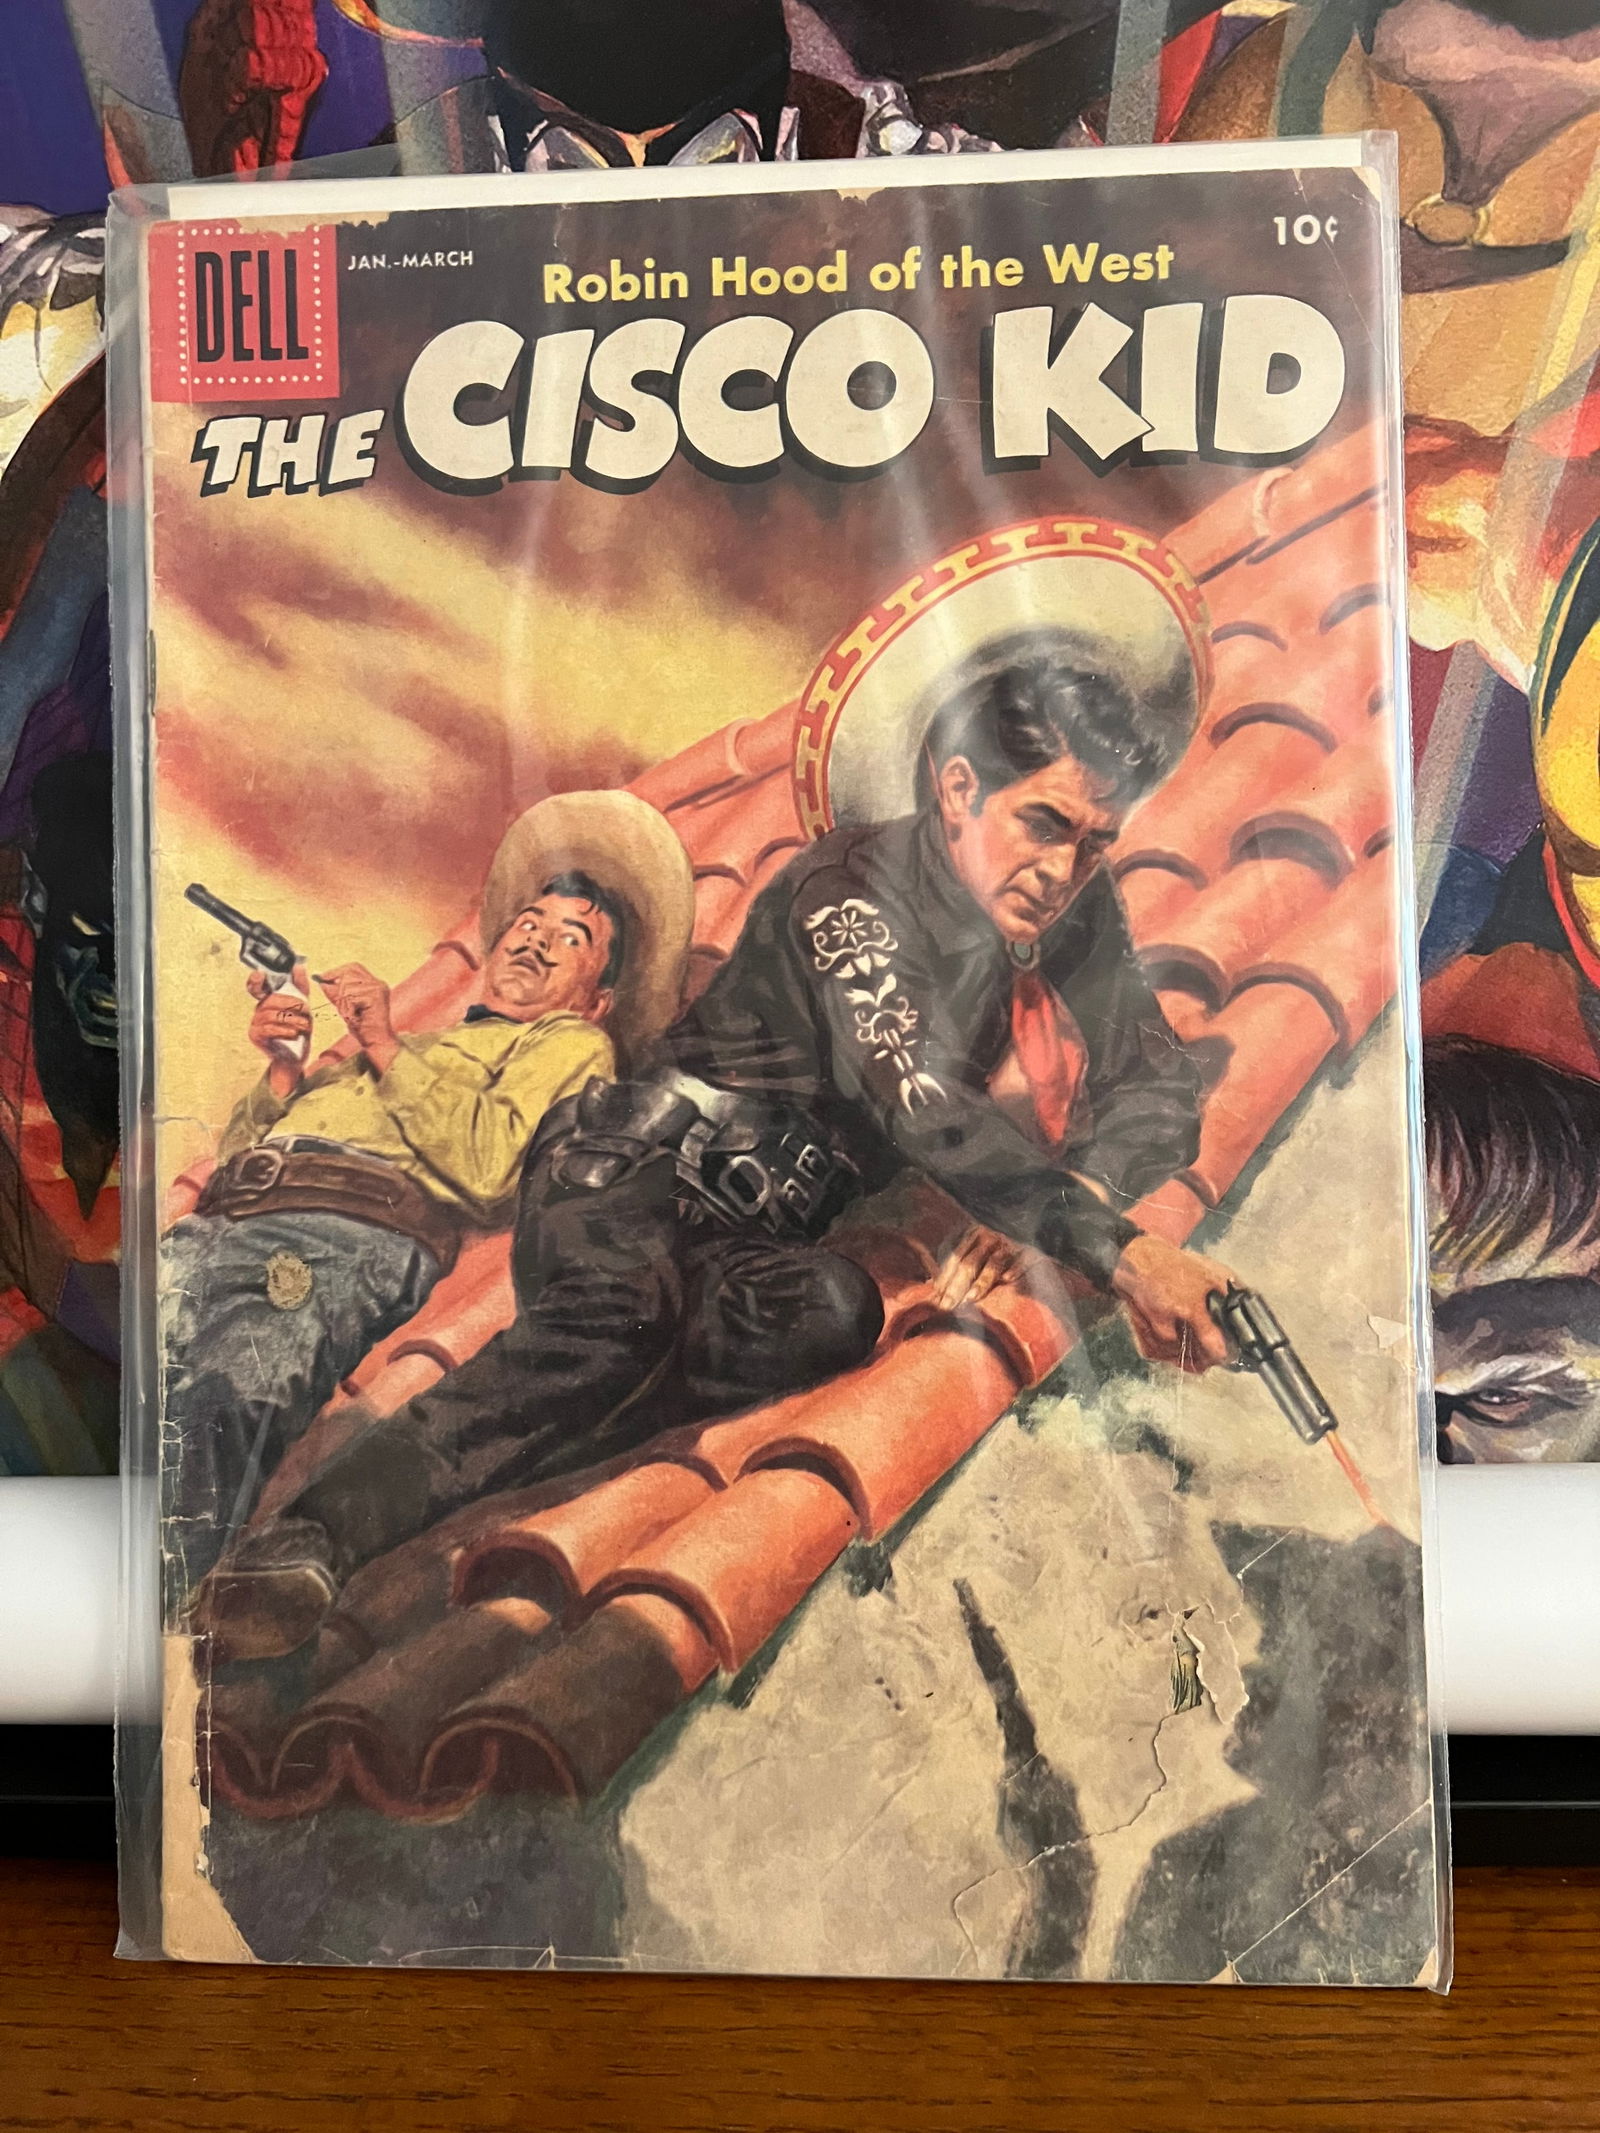 DELL
JAN.-MARCH
10¢
Robin Hood of the West
THE CISCO KID